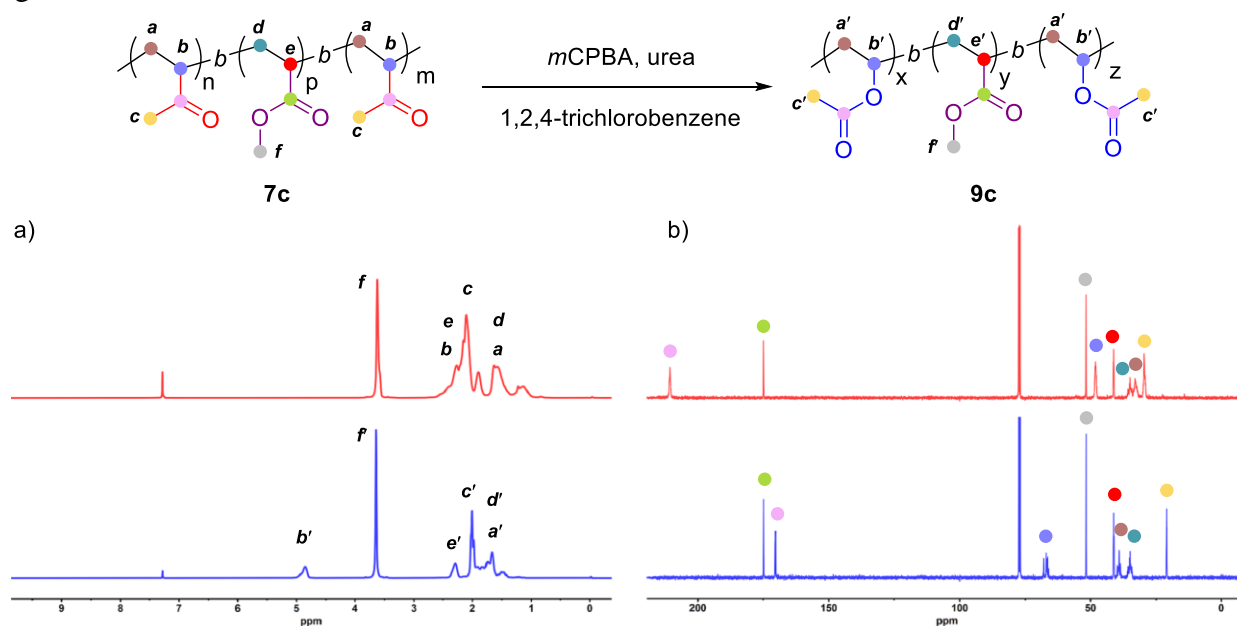 a b b d e b a b
n p m
c O O O f c O
mCPBA, urea
1,2,4-trichlorobenzene
a' b' b d' e' b a' b'
x y z
c' O O O O O c' O
f'
7c 9c
a) b)
f c e d b a
f' b' e' c' d' a'
9 8 7 6 5 4 3 2 1 0
ppm
200 150 100 50 0
ppm